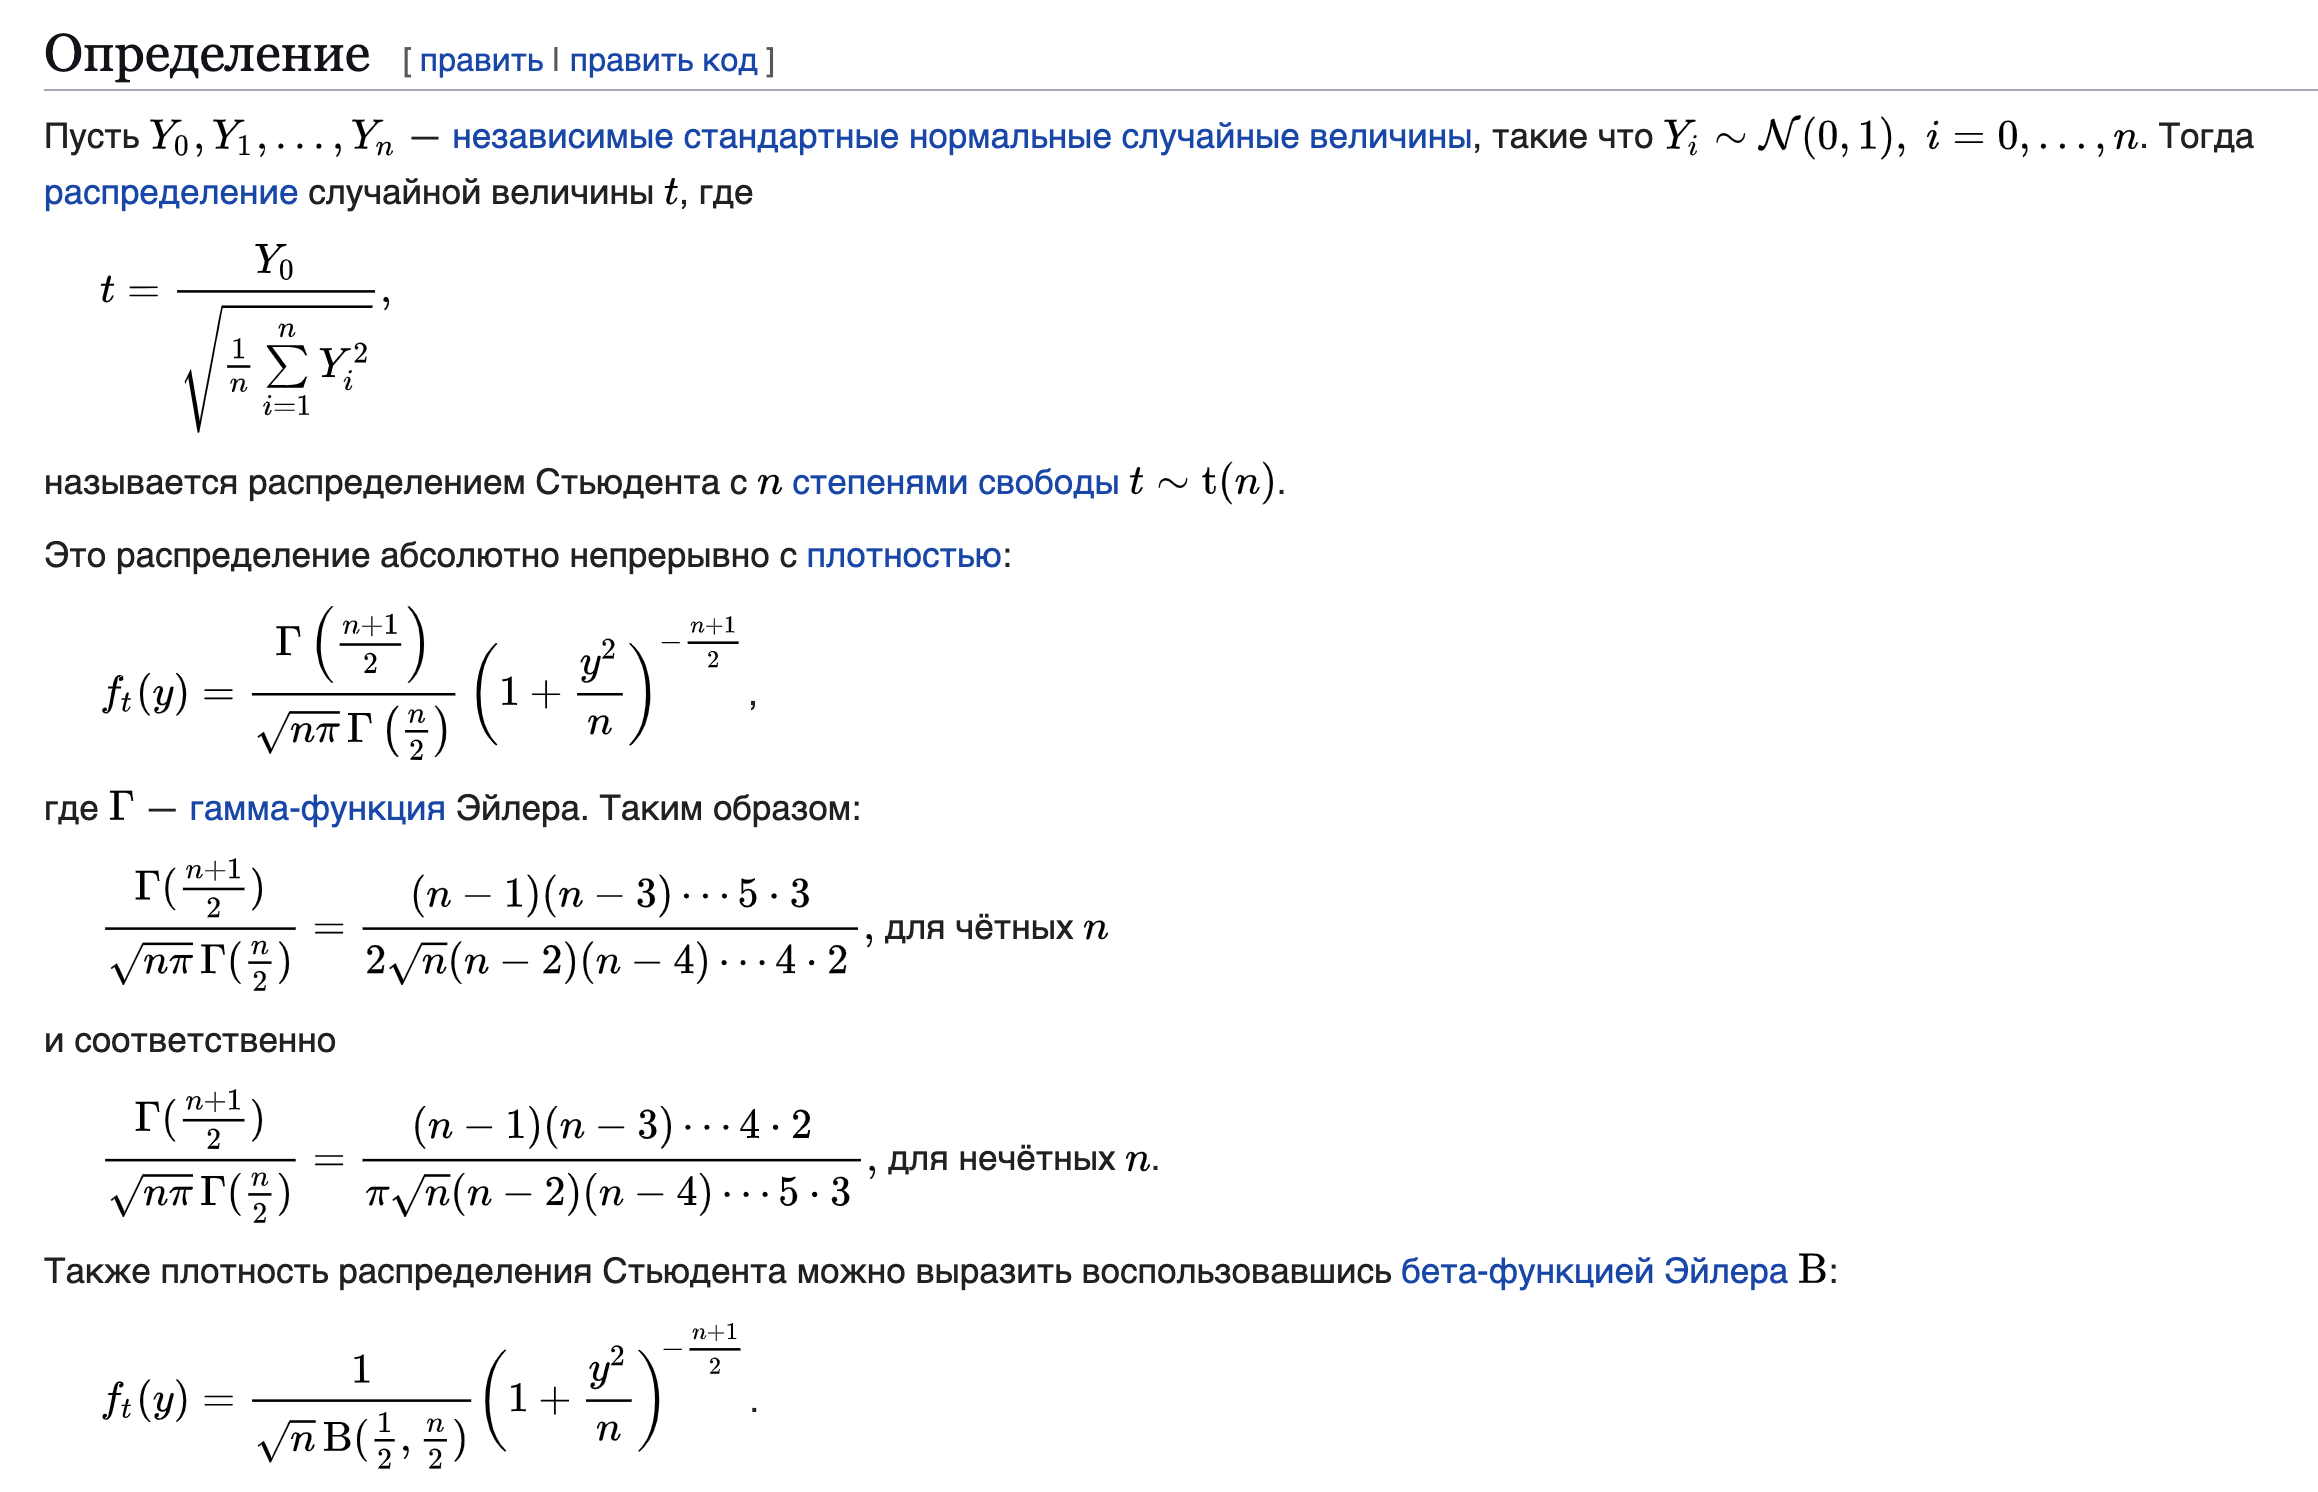 Определение [ править | править код ]
Пусть $Y_0, Y_1, \ldots, Y_n$ — независимые стандартные нормальные случайные величины, такие что $Y_i \sim \mathcal{N}(0, 1),\ i = 0, \ldots, n$. Тогда
распределение случайной величины $t$, где
$t = \frac{Y_0}{\sqrt{\frac{1}{n}\sum\limits_{i=1}^{n} Y_i^2}},$
называется распределением Стьюдента с $n$ степенями свободы $t \sim \mathrm{t}(n)$.
Это распределение абсолютно непрерывно с плотностью:
$f_t(y) = \frac{\Gamma\left(\frac{n+1}{2}\right)}{\sqrt{n\pi}\,\Gamma\left(\frac{n}{2}\right)} \left(1 + \frac{y^2}{n}\right)^{-\frac{n+1}{2}},$
где $\Gamma$ — гамма-функция Эйлера. Таким образом:
$\frac{\Gamma(\frac{n+1}{2})}{\sqrt{n\pi}\,\Gamma(\frac{n}{2})} = \frac{(n-1)(n-3)\cdots 5 \cdot 3}{2\sqrt{n}(n-2)(n-4)\cdots 4 \cdot 2},$ для чётных $n$
и соответственно
$\frac{\Gamma(\frac{n+1}{2})}{\sqrt{n\pi}\,\Gamma(\frac{n}{2})} = \frac{(n-1)(n-3)\cdots 4 \cdot 2}{\pi\sqrt{n}(n-2)(n-4)\cdots 5 \cdot 3},$ для нечётных $n$.
Также плотность распределения Стьюдента можно выразить воспользовавшись бета-функцией Эйлера $\mathrm{B}$:
$f_t(y) = \frac{1}{\sqrt{n}\,\mathrm{B}(\frac{1}{2}, \frac{n}{2})} \left(1 + \frac{y^2}{n}\right)^{-\frac{n+1}{2}}.$